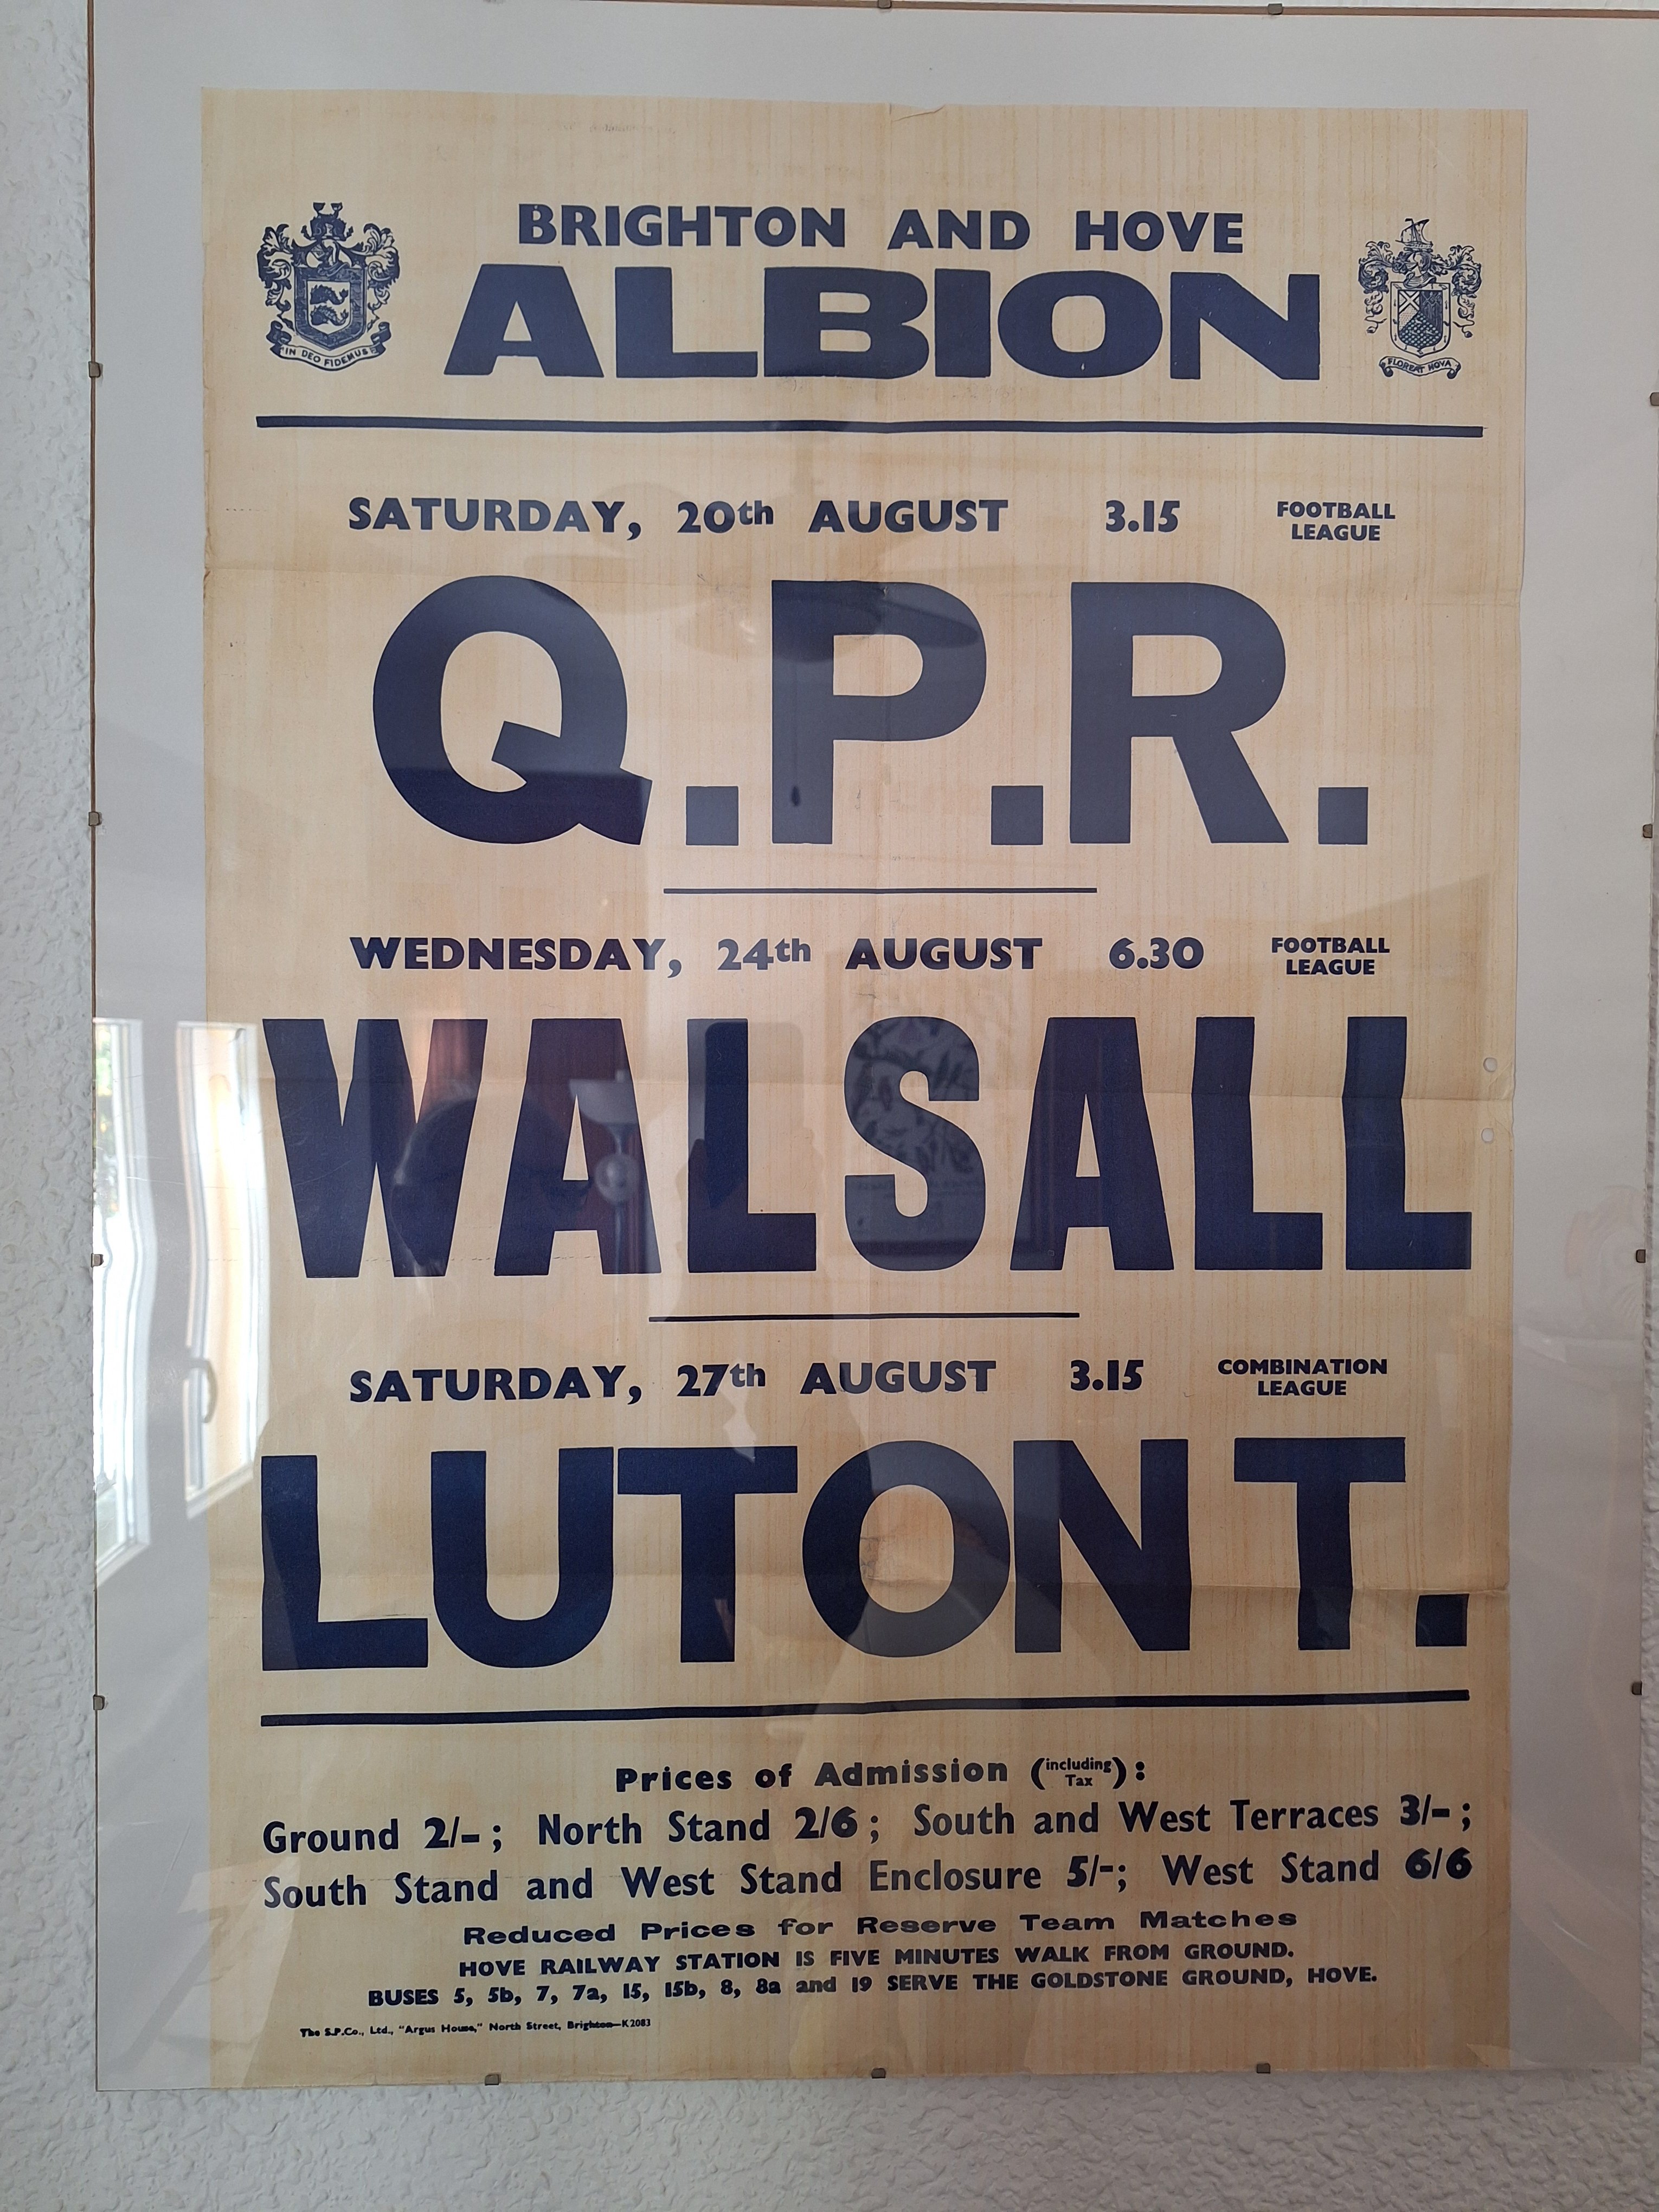 BRIGHTON AND HOVE
ALBION
IN DEO FIDEMUS
FLOREAT HOVA
SATURDAY, 20th AUGUST 3.15 FOOTBALL LEAGUE
Q.P.R.
WEDNESDAY, 24th AUGUST 6.30 FOOTBALL LEAGUE
WALSALL
SATURDAY, 27th AUGUST 3.15 COMBINATION LEAGUE
LUTON T.
Prices of Admission (including Tax):
Ground 2/-; North Stand 2/6; South and West Terraces 3/-;
South Stand and West Stand Enclosure 5/-; West Stand 6/6
Reduced Prices for Reserve Team Matches
HOVE RAILWAY STATION IS FIVE MINUTES WALK FROM GROUND.
BUSES 5, 5b, 7, 7a, 15, 15b, 8, 8a and 19 SERVE THE GOLDSTONE GROUND, HOVE.
The S.P.Co., Ltd., "Argus House," North Street, Brighton—K2083